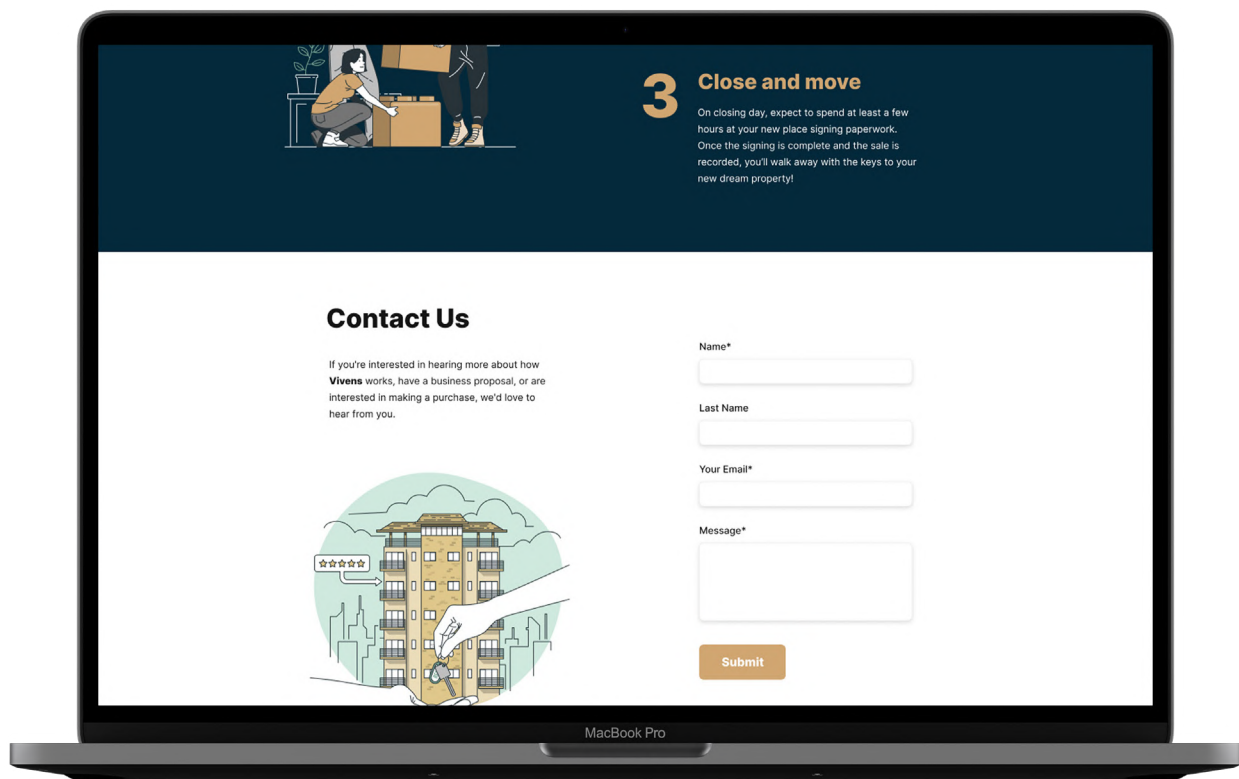 3
Close and move
On closing day, expect to spend at least a few
hours at your new place signing paperwork.
Once the signing is complete and the sale is
recorded, you'll walk away with the keys to your
new dream property!
Contact Us
If you're interested in hearing more about how
Vivens works, have a business proposal, or are
interested in making a purchase, we'd love to
hear from you.
Name*
Last Name
Your Email*
Message*
Submit
MacBook Pro